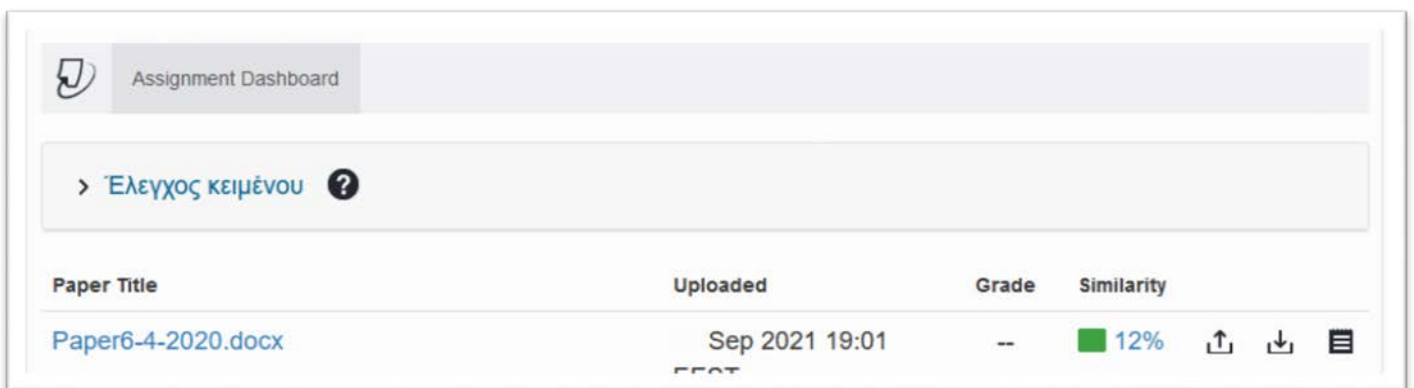 Assignment Dashboard
Έλεγχος κειμένου
Paper Title Uploaded Grade Similarity
Paper6-4-2020.docx Sep 2021 19:01 -- 12%